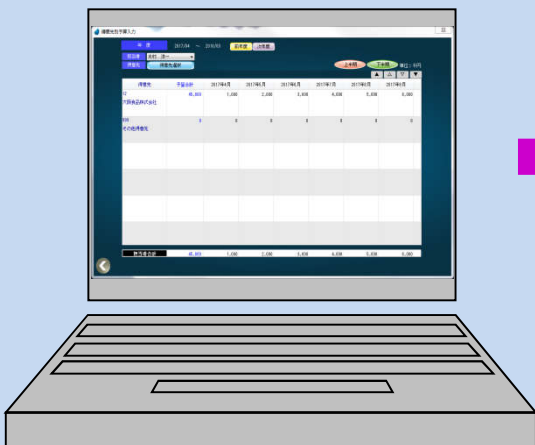 得意先別予算入力
年 度 2017/04 ～ 2018/03 前年度 次年度
担当者
得意先 得意先選択
上半期 下半期 単位：千円
得意先 予算合計 2017年4月 2017年5月 2017年6月 2017年7月 2017年8月 2017年9月
1,000 2,000 3,000 4,000 5,000 6,000
大阪食品株式会社
0 0 0 0 0 0 0
その他得意先
担当者合計 1,000 2,000 3,000 4,000 5,000 6,000